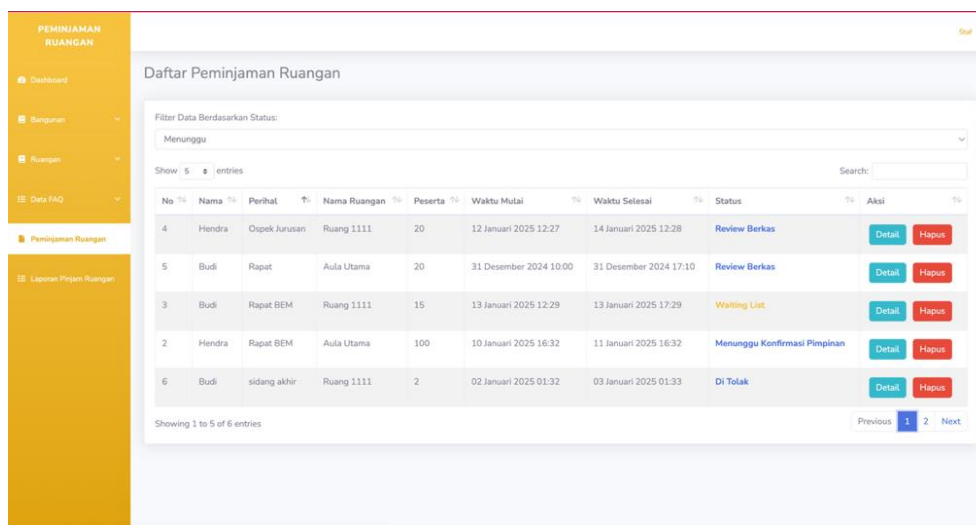 PEMINJAMAN
RUANGAN
Staf
Dashboard
Bangunan
Ruangan
Data FAQ
Peminjaman Ruangan
Laporan Pinjam Ruangan
Daftar Peminjaman Ruangan
Filter Data Berdasarkan Status:
Menunggu
Show 5 entries
Search:
No Nama Perihal Nama Ruangan Peserta Waktu Mulai Waktu Selesai Status Aksi
4 Hendra Ospek Jurusan Ruang 1111 20 12 Januari 2025 12:27 14 Januari 2025 12:28 Review Berkas Detail Hapus
5 Budi Rapat Aula Utama 20 31 Desember 2024 10:00 31 Desember 2024 17:10 Review Berkas Detail Hapus
3 Budi Rapat BEM Ruang 1111 15 13 Januari 2025 12:29 13 Januari 2025 17:29 Waiting List Detail Hapus
2 Hendra Rapat BEM Aula Utama 100 10 Januari 2025 16:32 11 Januari 2025 16:32 Menunggu Konfirmasi Pimpinan Detail Hapus
6 Budi sidang akhir Ruang 1111 2 02 Januari 2025 01:32 03 Januari 2025 01:33 Di Tolak Detail Hapus
Showing 1 to 5 of 6 entries
Previous 1 2 Next